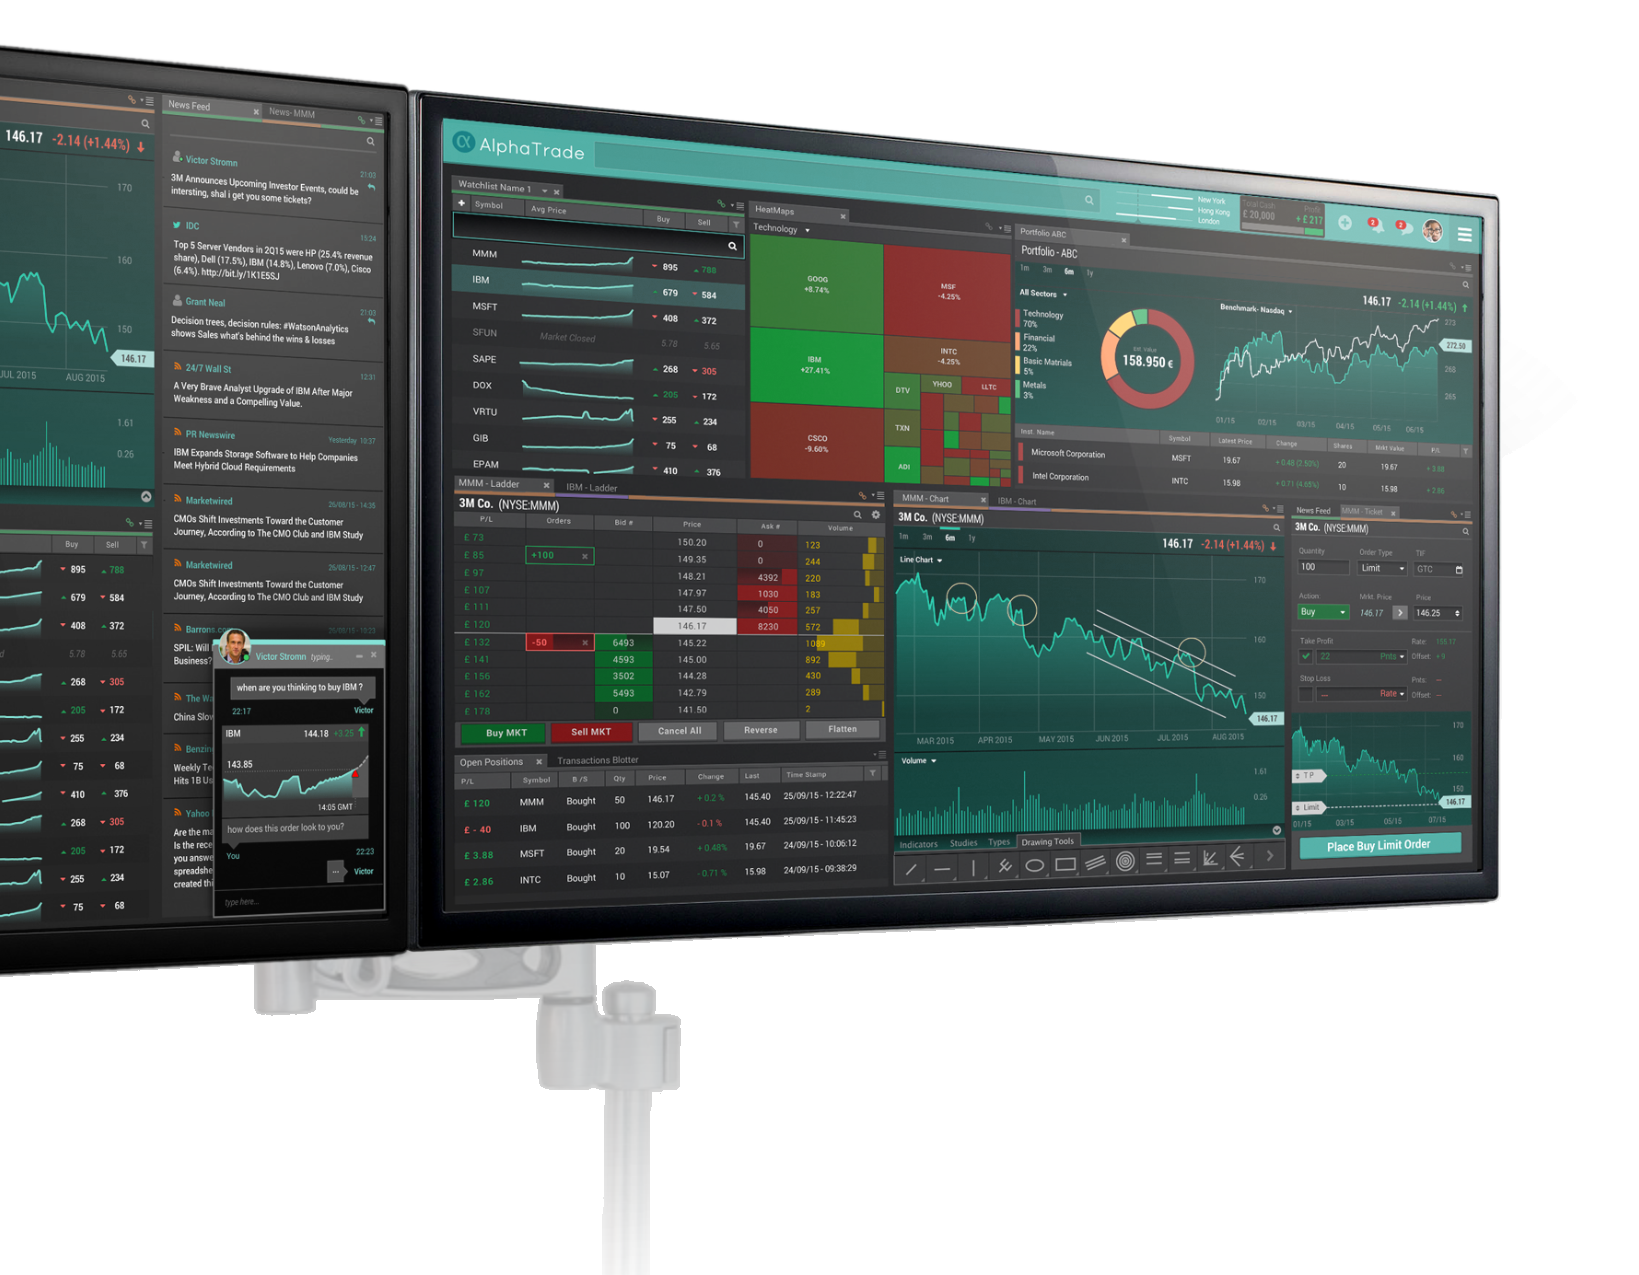 146.17 -2.14 (+1.44%)
170
160
150
146.17
JUL 2015 AUG 2015
1.61
0.26
Buy Sell
895 788
679 584
408 372
5.78 5.65
268 305
205 172
255 234
75 68
410 376
268 305
205 172
255 234
75 68
News Feed News- MMM
Victor Stromn 21:03
3M Announces Upcoming Investor Events, could be
intersting, shal i get you some tickets?
IDC 15:24
Top 5 Server Vendors in 2Q15 were HP (25.4% revenue
share), Dell (17.5%), IBM (14.8%), Lenovo (7.0%), Cisco
(6.4%). http://bit.ly/1K1E5SJ
Grant Neal 21:03
Decision trees, decision rules: #WatsonAnalytics
shows Sales what's behind the wins & losses
24/7 Wall St 12:31
A Very Brave Analyst Upgrade of IBM After Major
Weakness and a Compelling Value.
PR Newswire Yesterday 10:37
IBM Expands Storage Software to Help Companies
Meet Hybrid Cloud Requirements
Marketwired 26/08/15 - 14:35
CMOs Shift Investments Toward the Customer
Journey, According to The CMO Club and IBM Study
Marketwired 26/08/15 - 12:47
CMOs Shift Investments Toward the Customer
Journey, According to The CMO Club and IBM Study
Barrons.com
SPIL: Will
Business?
The Wa
China Slow
Benzin
Weekly Te
Hits 1B Us
Yahoo
Are the ma
Is the rece
you answe
spreadshe
created thi
Victor Stromn typing..
when are you thinking to buy IBM ?
22:17 Victor
IBM 144.18 +3.25
143.85
14:05 GMT
how does this order look to you?
You 22:23
... Victor
type here...
AlphaTrade
New York
Hong Kong
London
Total Cash Profit
£ 20,000 + £ 217
2 2
Watchlist Name 1
Symbol Avg Price Buy Sell
MMM 895 788
IBM 679 584
MSFT 408 372
SFUN Market Closed 5.78 5.65
SAPE 268 305
DOX 205 172
VRTU 255 234
GIB 75 68
EPAM 410 376
HeatMaps
Technology
GOOG
+8.74%
MSF
-4.25%
IBM
+27.41%
INTC
-4.25%
DTV YHOO LLTC
TXN
CSCO
-9.60%
ADI
Portfolio ABC
Portfolio - ABC
1m 3m 6m 1y
All Sectors
Technology
70%
Financial
22%
Basic Matrials
5%
Metals
3%
Est. Value
158.950 €
Benchmark- Nasdaq
146.17 -2.14 (+1.44%)
273
272.50
268
265
01/15 02/15 03/15 04/15 05/15 06/15
Inst. Name Symbol Latest Price Change Shares Mrkt Value P/L
Microsoft Corporation MSFT 19.67 +0.48 (2.50%) 20 19.67 +3.88
Intel Corporation INTC 15.98 +0.71 (4.65%) 10 15.98 +2.86
MMM - Ladder IBM - Ladder
3M Co. (NYSE:MMM)
P/L Orders Bid # Price Ask # Volume
£ 73 150.20 0 123
£ 85 +100 149.35 0 244
£ 97 148.21 4392 220
£ 107 147.97 1030 183
£ 111 147.50 4050 257
£ 120 146.17 8230 572
£ 132 -50 6493 145.22 1089
£ 141 4593 145.00 892
£ 156 3502 144.28 430
£ 162 5493 142.79 289
£ 178 0 141.50 2
Buy MKT Sell MKT Cancel All Reverse Flatten
Open Positions Transactions Blotter
P/L Symbol B / S Qty Price Change Last Time Stamp
£ 120 MMM Bought 50 146.17 +0.2 % 145.40 25/09/15 - 12:22:47
£ - 40 IBM Bought 100 120.20 -0.1 % 145.40 25/09/15 - 11:45:23
£ 3.88 MSFT Bought 20 19.54 +0.48% 19.67 24/09/15 - 10:06:12
£ 2.86 INTC Bought 10 15.07 -0.71 % 15.98 24/09/15 - 09:38:29
MMM - Chart IBM - Chart
3M Co. (NYSE:MMM)
1m 3m 6m 1y
146.17 -2.14 (+1.44%)
Line Chart
170
160
150
146.17
MAR 2015 APR 2015 MAY 2015 JUN 2015 JUL 2015 AUG 2015
Volume
1.61
0.26
Indicators Studies Types Drawing Tools
News Feed MMM - Ticket
3M Co. (NYSE:MMM)
Quantity Order Type TIF
100 Limit GTC
Action Mrkt. Price Price
Buy 146.17 146.25
Take Profit Rate:
22 Pnts Offset: + 9
Stop Loss Pnts: --
--- Rate Offset: --
170
160
150
TP
146.17
Limit
01/15 03/15 05/15 07/15
Place Buy Limit Order